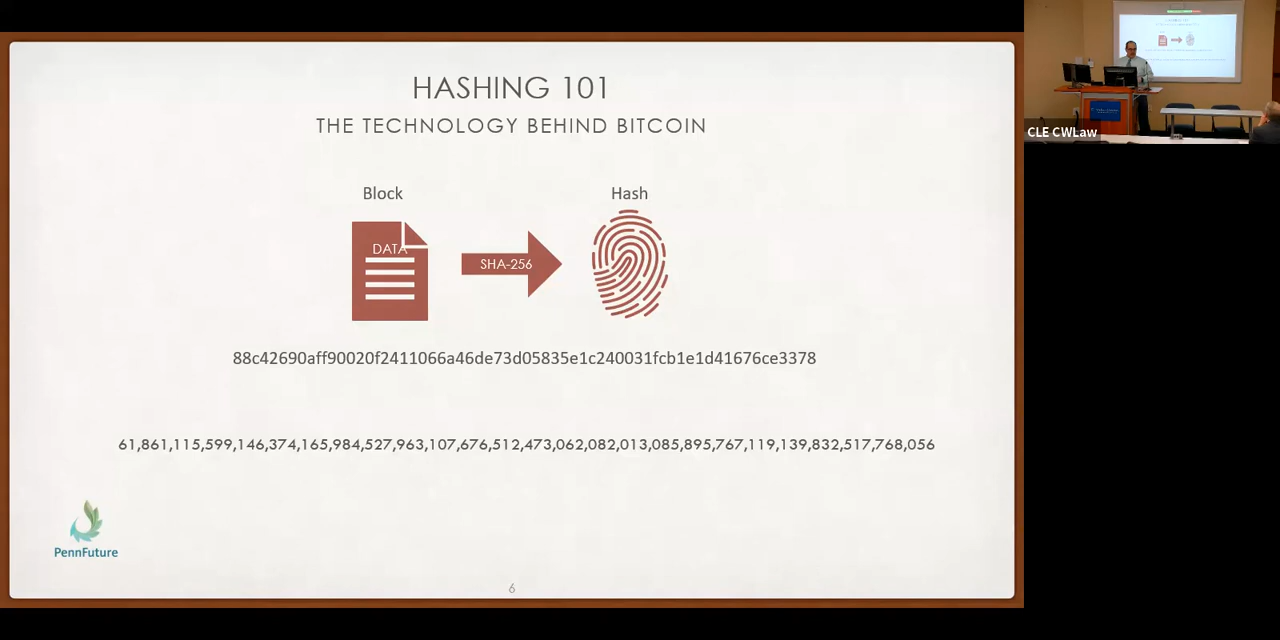 HASHING 101
THE TECHNOLOGY BEHIND BITCOIN
Block
Hash
DATA
SHA-256
88c42690aff90020f2411066a46de73d05835e1c240031fcb1e1d41676ce3378
61,861,115,599,146,374,165,984,527,963,107,676,512,473,062,082,013,085,895,767,119,139,832,517,768,056
PennFuture
6
CLE CWLaw